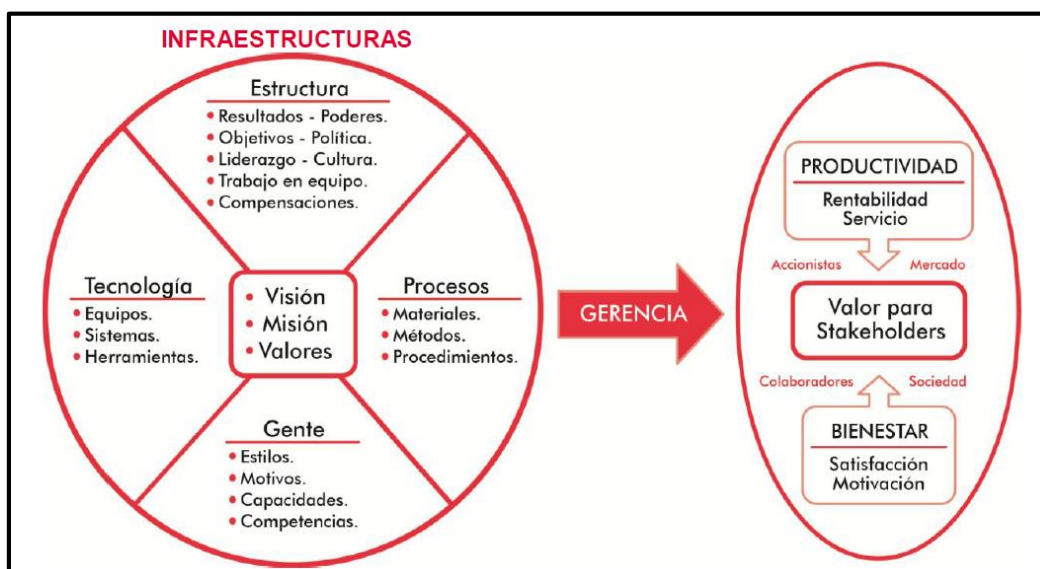 INFRAESTRUCTURAS
Estructura
• Resultados - Poderes.
• Objetivos - Política.
• Liderazgo - Cultura.
• Trabajo en equipo.
• Compensaciones.
Tecnología
• Equipos.
• Sistemas.
• Herramientas.
• Visión
• Misión
• Valores
Procesos
• Materiales.
• Métodos.
• Procedimientos.
Gente
• Estilos.
• Motivos.
• Capacidades.
• Competencias.
GERENCIA
PRODUCTIVIDAD
Rentabilidad
Servicio
Accionistas
Mercado
Valor para
Stakeholders
Colaboradores
Sociedad
BIENESTAR
Satisfacción
Motivación